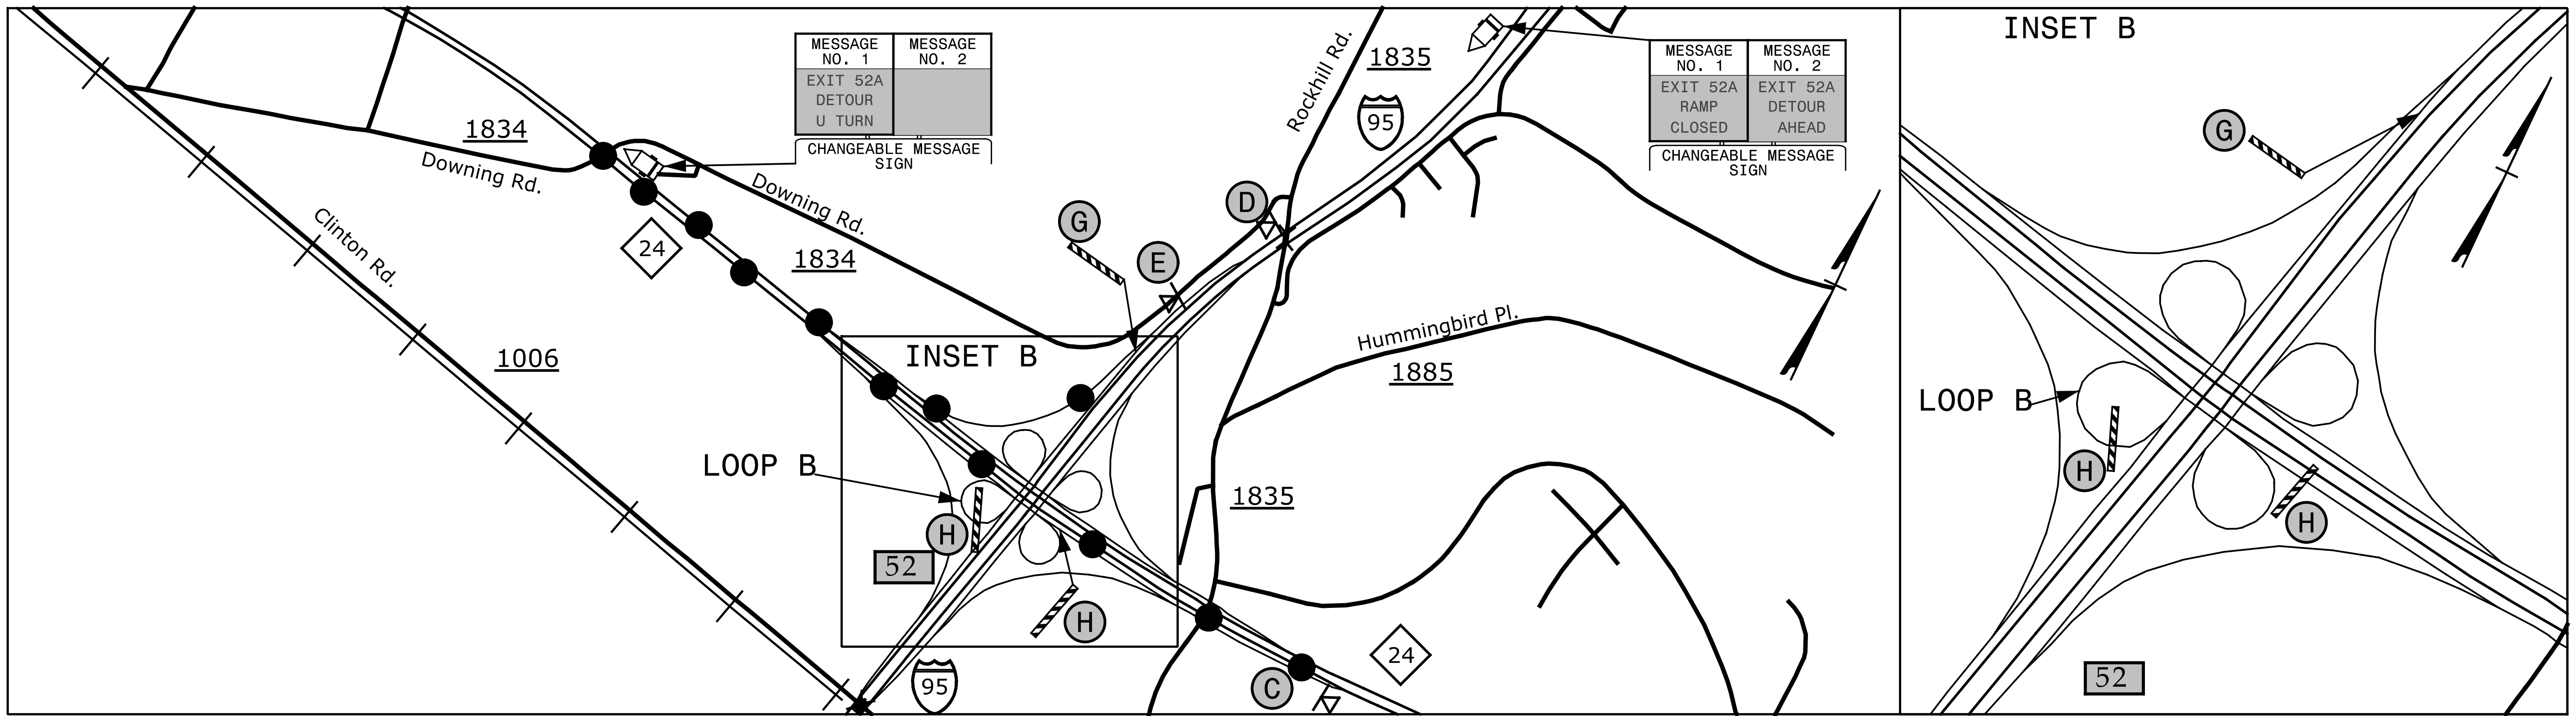 MESSAGE NO. 1
MESSAGE NO. 2
EXIT 52A
DETOUR
U TURN
CHANGEABLE MESSAGE
SIGN
1834
Downing Rd.
Clinton Rd.
24
Downing Rd.
1834
1006
G
E
D
Rockhill Rd.
1835
95
MESSAGE NO. 1
MESSAGE NO. 2
EXIT 52A
RAMP
CLOSED
EXIT 52A
DETOUR
AHEAD
CHANGEABLE MESSAGE
SIGN
Hummingbird Pl.
1885
INSET B
LOOP B
H
52
H
95
1835
24
C
INSET B
G
LOOP B
H
H
52